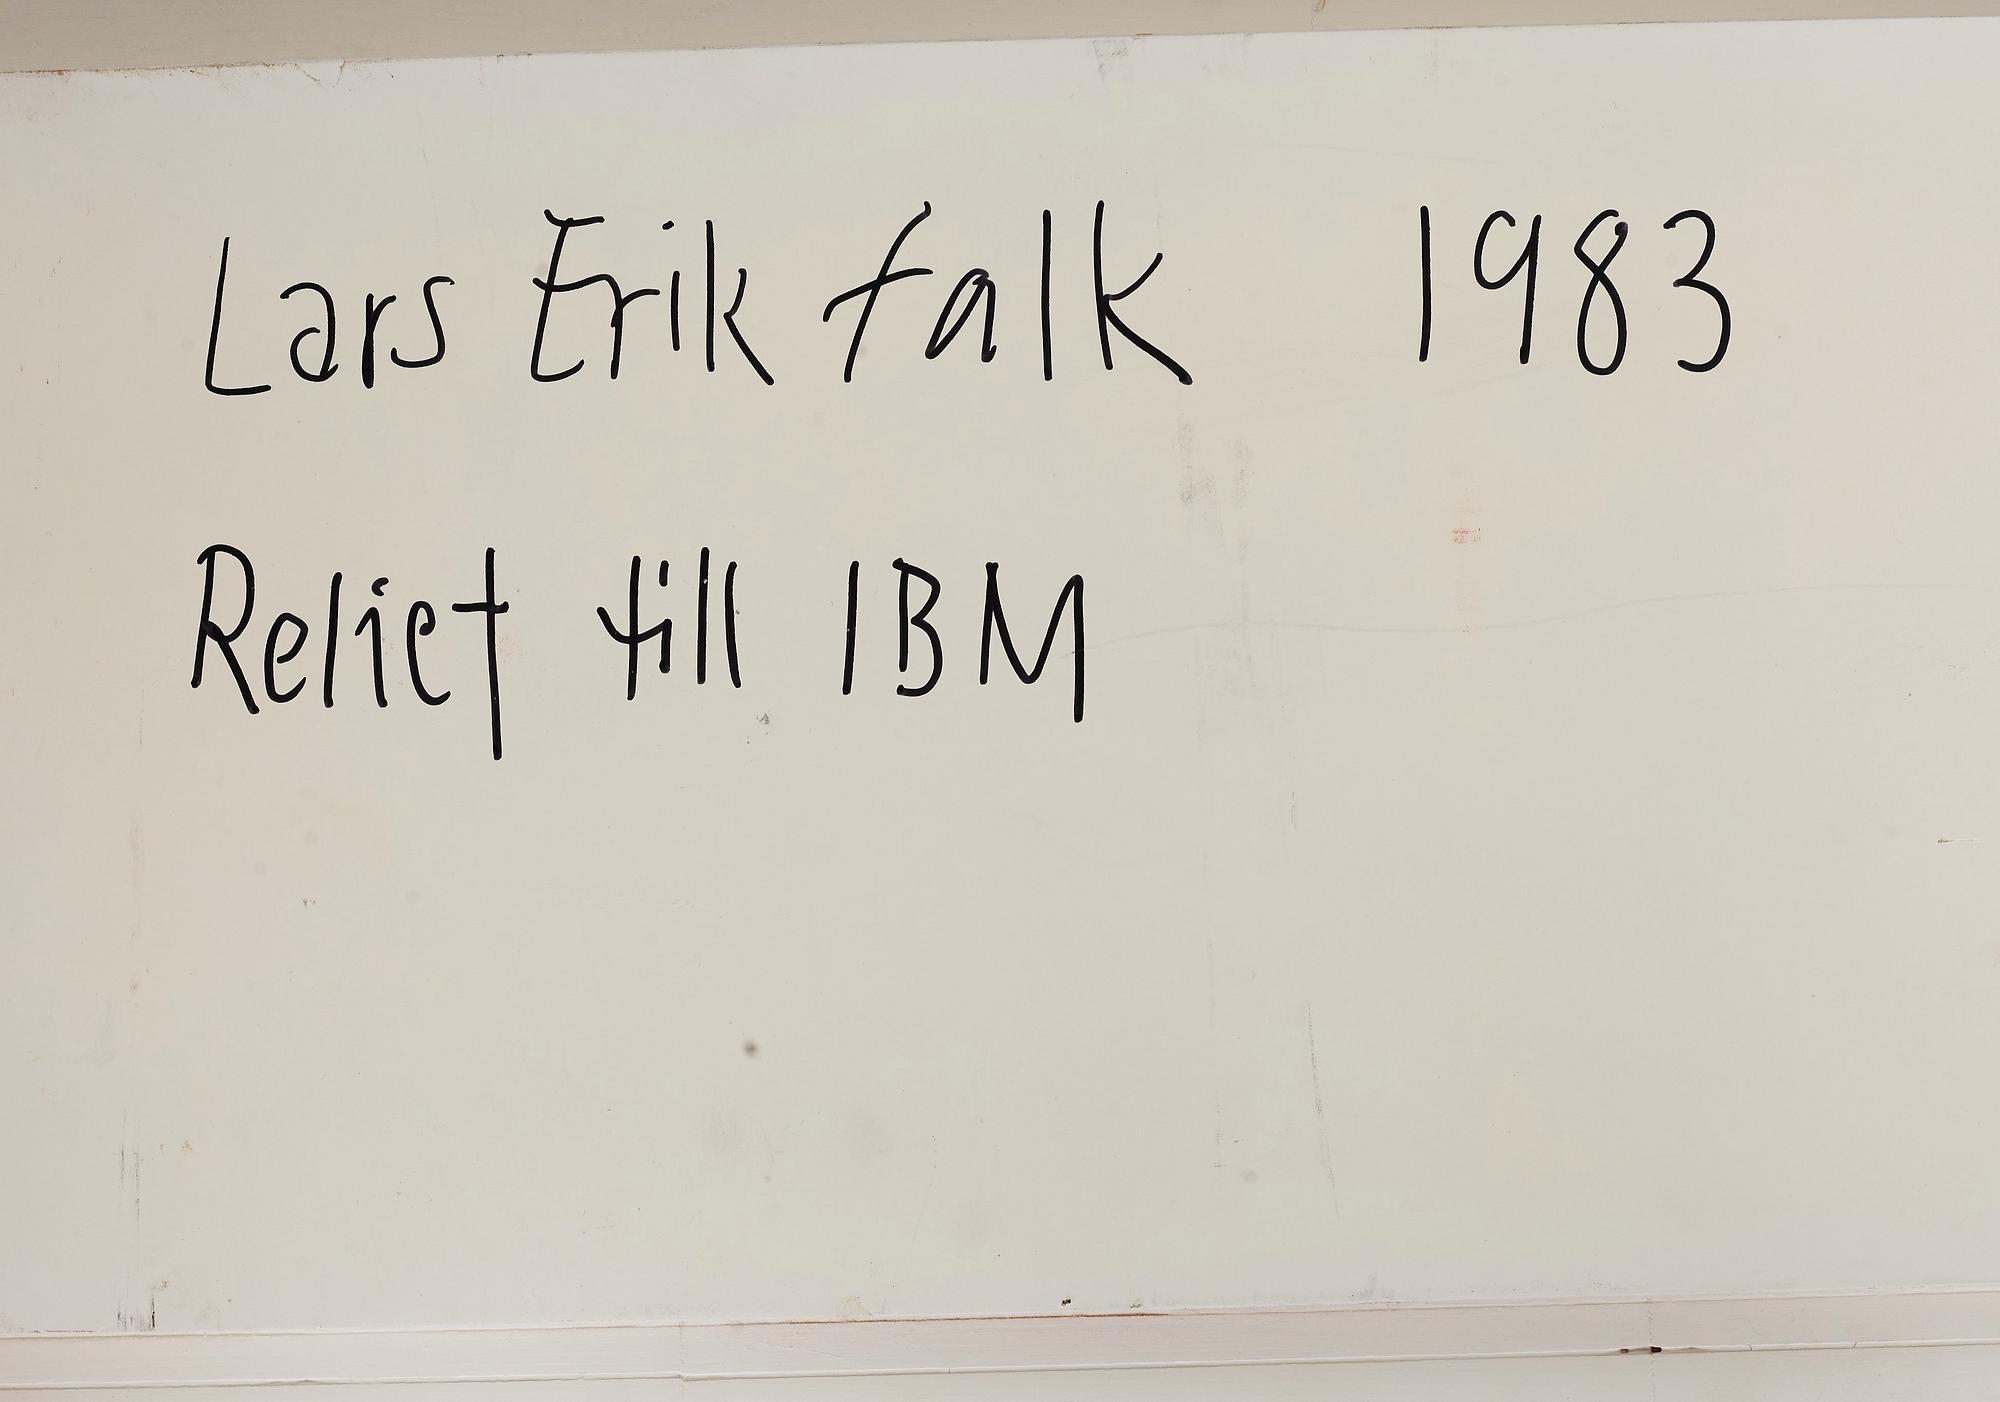 Lars Erik Falk 1983
Relief till IBM